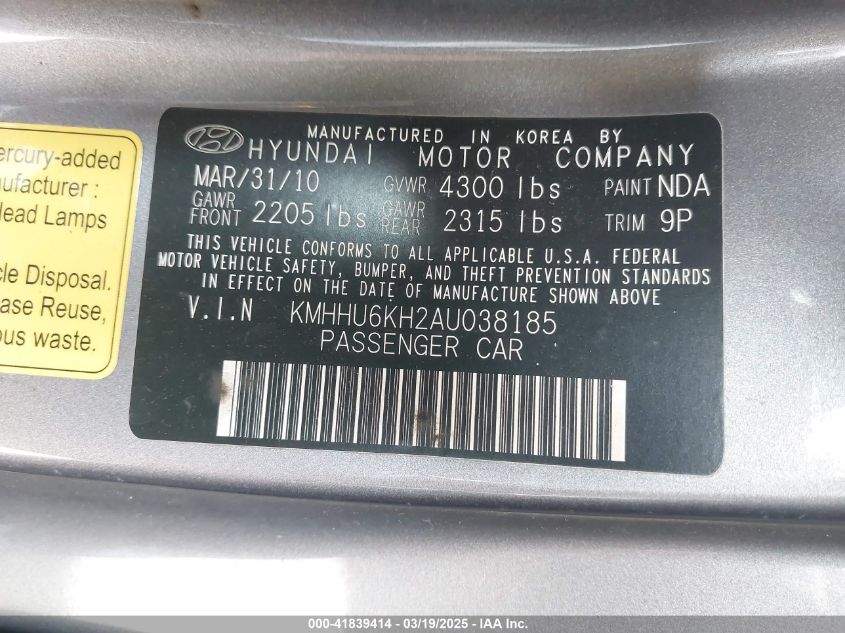 ercury-added
ufacturer :
Head Lamps
cle Disposal.
ase Reuse,
ous waste.
MANUFACTURED IN KOREA BY
HYUNDAI MOTOR COMPANY
MAR/31/10 GVWR 4300 lbs PAINT NDA
GAWR FRONT 2205 lbs GAWR REAR 2315 lbs TRIM 9P
THIS VEHICLE CONFORMS TO ALL APPLICABLE U.S.A. FEDERAL
MOTOR VEHICLE SAFETY, BUMPER, AND THEFT PREVENTION STANDARDS
IN EFFECT ON THE DATE OF MANUFACTURE SHOWN ABOVE
V.I.N KMHHU6KH2AU038185
PASSENGER CAR
000-41839414 - 03/19/2025 - IAA Inc.